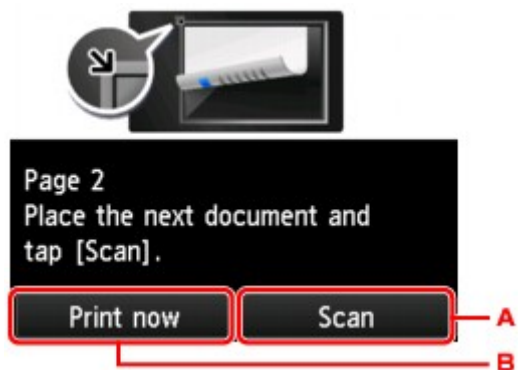 Page 2
Place the next document and
tap [Scan].
Print now
Scan
A
B